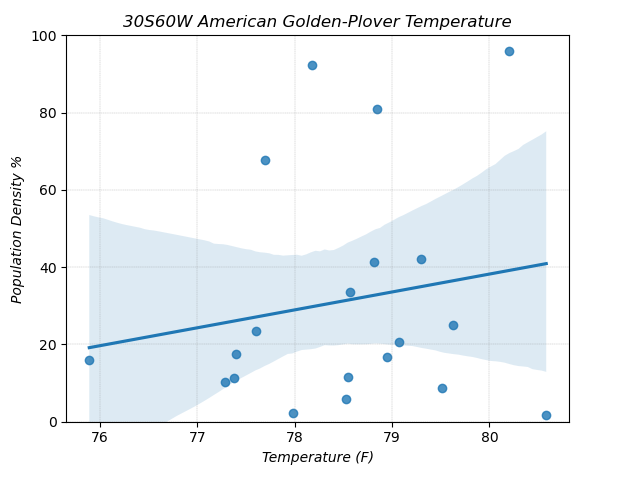 30S60W American Golden-Plover Temperature
100
80
60
40
20
0
Population Density %
76 77 78 79 80
Temperature (F)